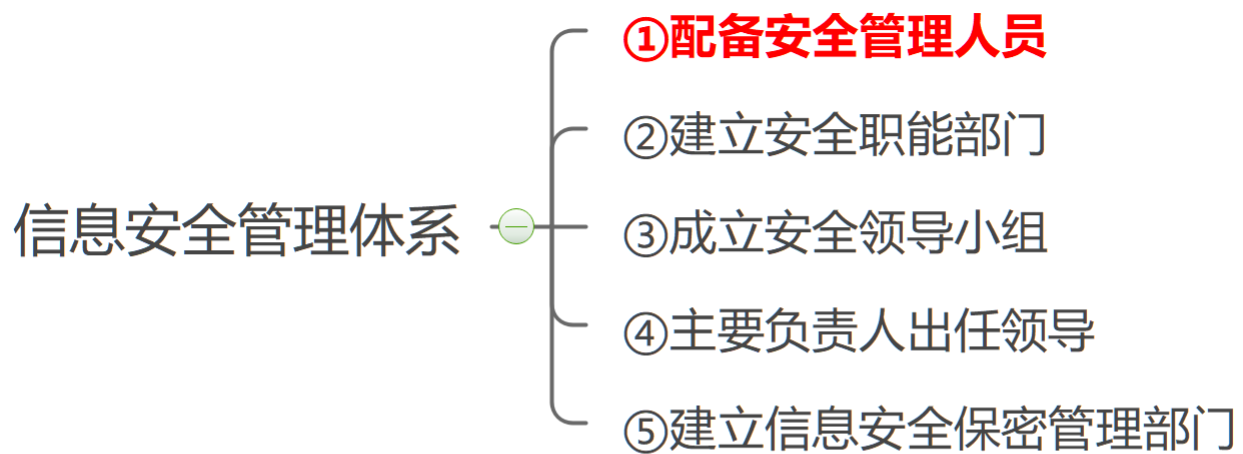 ①配备安全管理人员
②建立安全职能部门
信息安全管理体系
③成立安全领导小组
④主要负责人出任领导
⑤建立信息安全保密管理部门